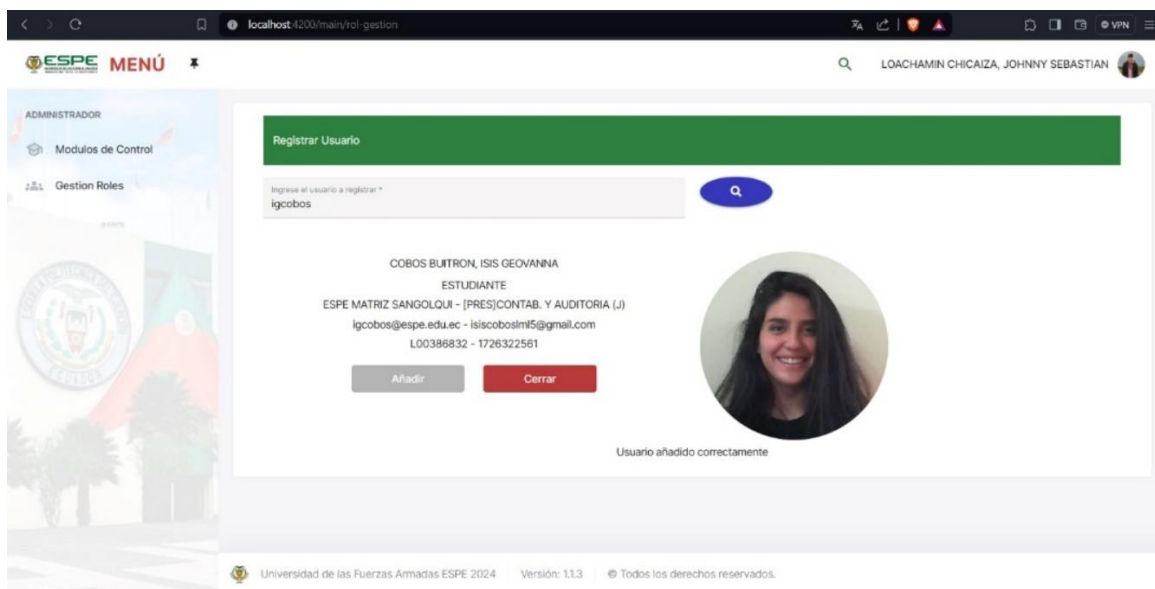 localhost:4200/main/rol-gestion
VPN
ESPE MENÚ
LOACHAMIN CHICAIZA, JOHNNY SEBASTIAN
ADMINISTRADOR
Modulos de Control
Gestion Roles
Registrar Usuario
Ingrese el usuario a registrar *
igcobos
COBOS BUITRON, ISIS GEOVANNA
ESTUDIANTE
ESPE MATRIZ SANGOLQUI - [PRES]CONTAB. Y AUDITORIA (J)
igcobos@espe.edu.ec - isiscoboslml5@gmail.com
L00386832 - 1726322561
Añadir Cerrar
Usuario añadido correctamente
ECUADOR
Universidad de las Fuerzas Armadas ESPE 2024 Versión: 1.1.3 © Todos los derechos reservados.